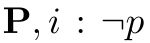 𝐏, i : ¬p